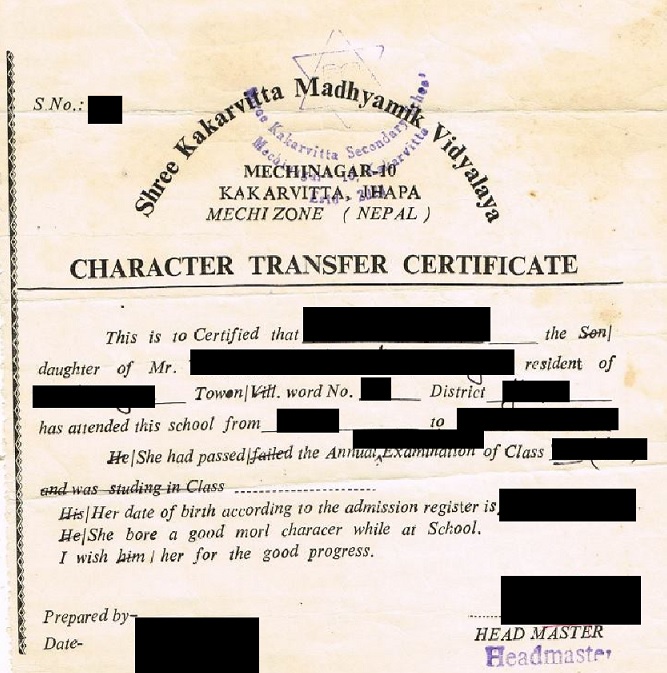 S No.:
Shree Kakarvitta Madhyamik Vidyalaya
Kakarvitta Secondary
MECHINAGAR-10
KAKARVITTA, JHAPA
MECHI ZONE ( NEPAL )
CHARACTER TRANSFER CERTIFICATE
This is to Certified that the Son|
daughter of Mr. resident of
Towon|Vill. word No. District
has attended this school from to
He|She had passed|failed the Annual Examination of Class
and was studing in Class
His|Her date of birth according to the admission register is
He|She bore a good morl characer while at School.
I wish him | her for the good progress.
Prepared by-
Date-
HEAD MASTER
Headmaster